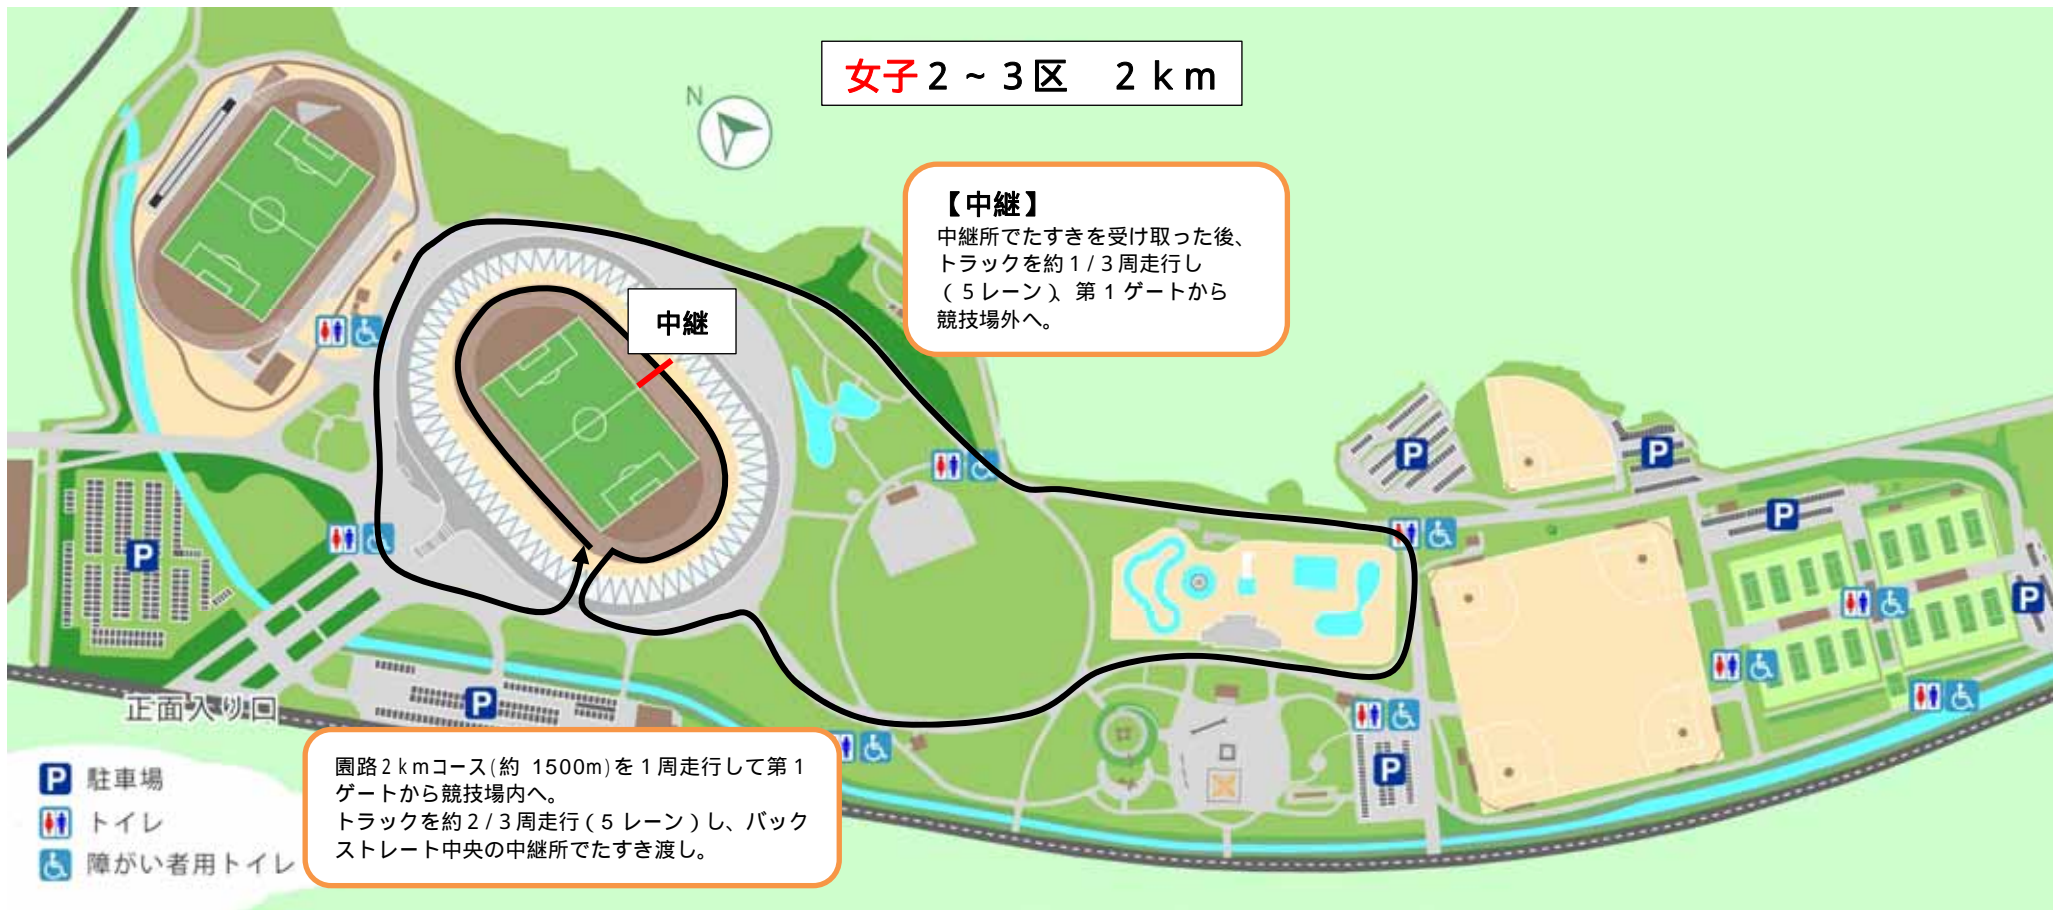 女子2～3区　2km
N
【中継】
中継所でたすきを受け取った後、
トラックを約1/3周走行し
（5レーン）、第1ゲートから
競技場外へ。
中継
P
P
P
P
P
P
P
正面入り口
園路2kmコース(約 1500m)を1周走行して第1
ゲートから競技場内へ。
トラックを約2/3周走行（5レーン）し、バック
ストレート中央の中継所でたすき渡し。
P 駐車場
トイレ
障がい者用トイレ